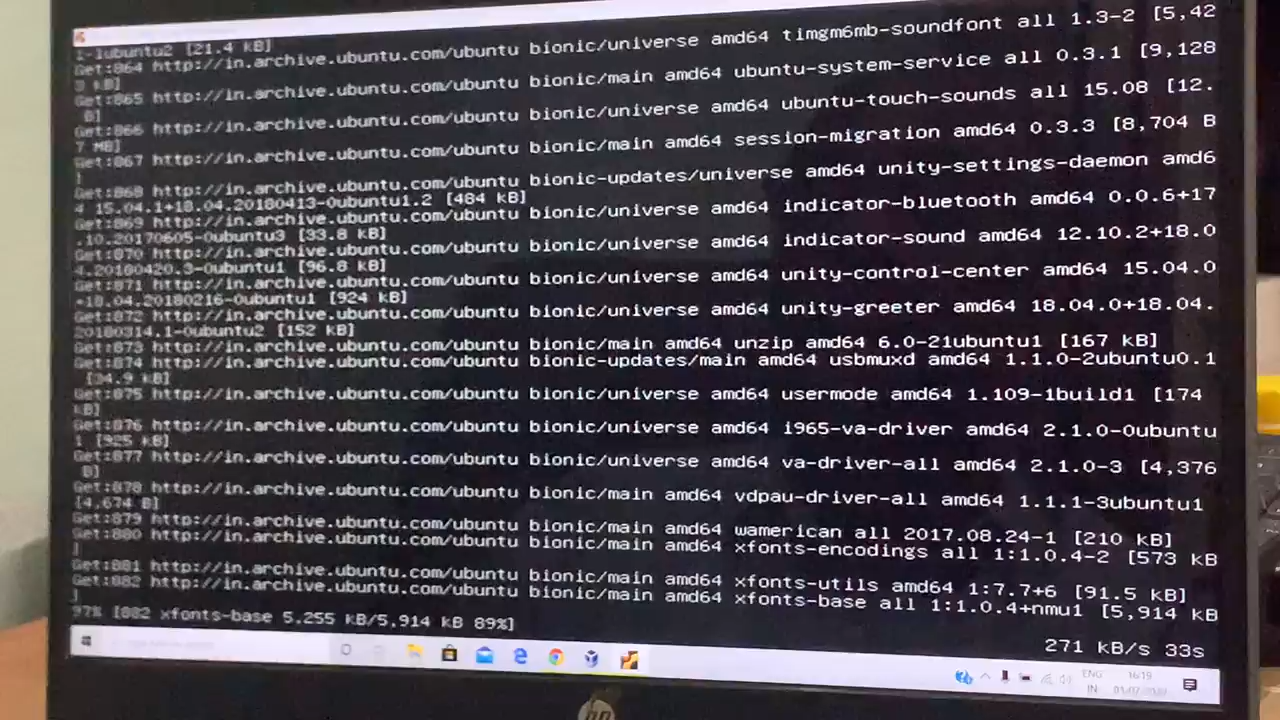 1-1ubuntu2 [21.4 kB]
Get:864 http://in.archive.ubuntu.com/ubuntu bionic/universe amd64 timgm6mb-soundfont all 1.3-2 [5,42
3 kB]
Get:865 http://in.archive.ubuntu.com/ubuntu bionic/main amd64 ubuntu-system-service all 0.3.1 [9,128
B]
Get:866 http://in.archive.ubuntu.com/ubuntu bionic/universe amd64 ubuntu-touch-sounds all 15.08 [12.
7 MB]
Get:867 http://in.archive.ubuntu.com/ubuntu bionic/main amd64 session-migration amd64 0.3.3 [8,704 B
]
Get:868 http://in.archive.ubuntu.com/ubuntu bionic-updates/universe amd64 unity-settings-daemon amd6
4 15.04.1+18.04.20180413-0ubuntu1.2 [484 kB]
Get:869 http://in.archive.ubuntu.com/ubuntu bionic/universe amd64 indicator-bluetooth amd64 0.0.6+17
.10.20170605-0ubuntu3 [33.8 kB]
Get:870 http://in.archive.ubuntu.com/ubuntu bionic/universe amd64 indicator-sound amd64 12.10.2+18.0
4.20180420.3-0ubuntu1 [96.8 kB]
Get:871 http://in.archive.ubuntu.com/ubuntu bionic/universe amd64 unity-control-center amd64 15.04.0
+18.04.20180216-0ubuntu1 [924 kB]
Get:872 http://in.archive.ubuntu.com/ubuntu bionic/universe amd64 unity-greeter amd64 18.04.0+18.04.
20180314.1-0ubuntu2 [152 kB]
Get:873 http://in.archive.ubuntu.com/ubuntu bionic/main amd64 unzip amd64 6.0-21ubuntu1 [167 kB]
Get:874 http://in.archive.ubuntu.com/ubuntu bionic-updates/main amd64 usbmuxd amd64 1.1.0-2ubuntu0.1
[34.9 kB]
Get:875 http://in.archive.ubuntu.com/ubuntu bionic/universe amd64 usermode amd64 1.109-1build1 [174
kB]
Get:876 http://in.archive.ubuntu.com/ubuntu bionic/universe amd64 i965-va-driver amd64 2.1.0-0ubuntu
1 [925 kB]
Get:877 http://in.archive.ubuntu.com/ubuntu bionic/universe amd64 va-driver-all amd64 2.1.0-3 [4,376
B]
Get:878 http://in.archive.ubuntu.com/ubuntu bionic/main amd64 vdpau-driver-all amd64 1.1.1-3ubuntu1
[4,674 B]
Get:879 http://in.archive.ubuntu.com/ubuntu bionic/main amd64 wamerican all 2017.08.24-1 [210 kB]
Get:880 http://in.archive.ubuntu.com/ubuntu bionic/main amd64 xfonts-encodings all 1:1.0.4-2 [573 kB
]
Get:881 http://in.archive.ubuntu.com/ubuntu bionic/main amd64 xfonts-utils amd64 1:7.7+6 [91.5 kB]
Get:882 http://in.archive.ubuntu.com/ubuntu bionic/main amd64 xfonts-base all 1:1.0.4+nmu1 [5,914 kB
]
97% [882 xfonts-base 5,255 kB/5,914 kB 89%]
271 kB/s 33s
ENG 16:19
IN
hp